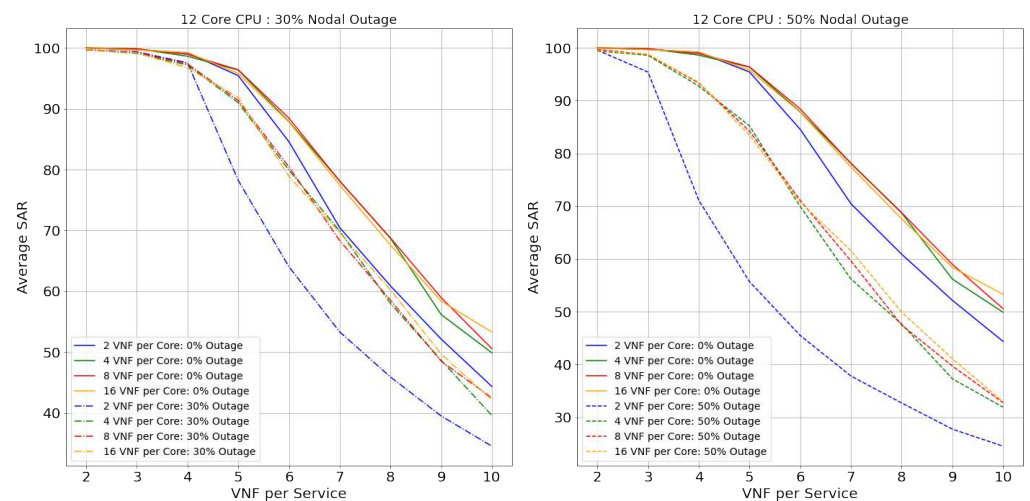 12 Core CPU : 30% Nodal Outage
Average SAR
100
90
80
70
60
50
40
2 VNF per Core: 0% Outage
4 VNF per Core: 0% Outage
8 VNF per Core: 0% Outage
16 VNF per Core: 0% Outage
2 VNF per Core: 30% Outage
4 VNF per Core: 30% Outage
8 VNF per Core: 30% Outage
16 VNF per Core: 30% Outage
2 3 4 5 6 7 8 9 10
VNF per Service
12 Core CPU : 50% Nodal Outage
Average SAR
100
90
80
70
60
50
40
30
2 VNF per Core: 0% Outage
4 VNF per Core: 0% Outage
8 VNF per Core: 0% Outage
16 VNF per Core: 0% Outage
2 VNF per Core: 50% Outage
4 VNF per Core: 50% Outage
8 VNF per Core: 50% Outage
16 VNF per Core: 50% Outage
2 3 4 5 6 7 8 9 10
VNF per Service